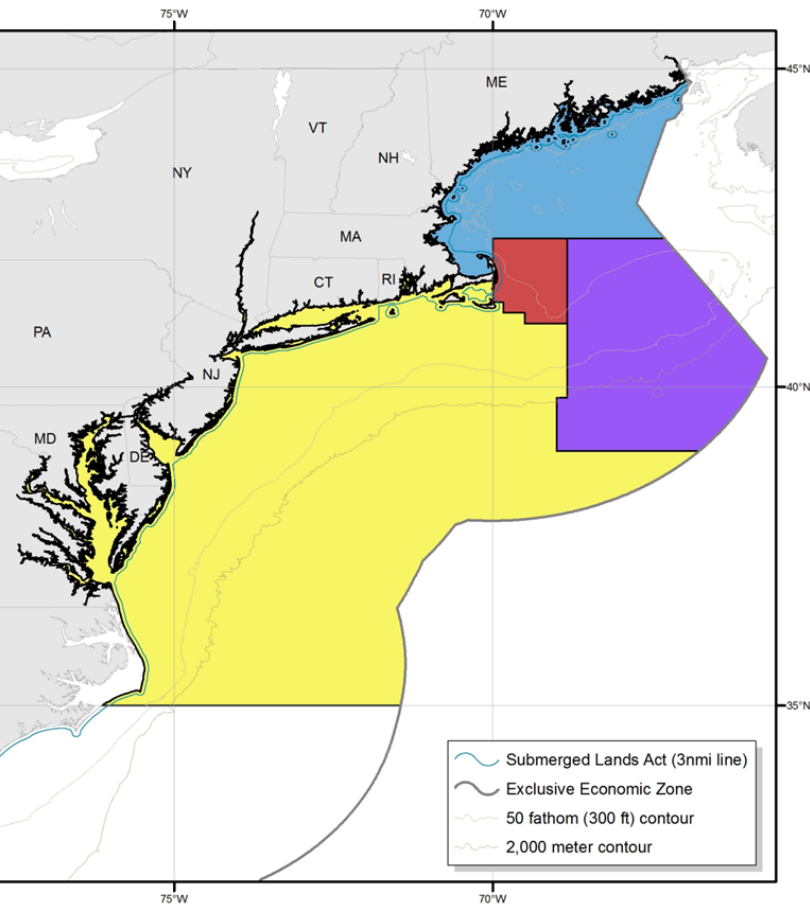 75°W 70°W
45°N
ME
VT
NH
NY
MA
CT RI
PA
NJ
40°N
MD
DE
35°N
Submerged Lands Act (3nmi line)
Exclusive Economic Zone
50 fathom (300 ft) contour
2,000 meter contour
75°W 70°W